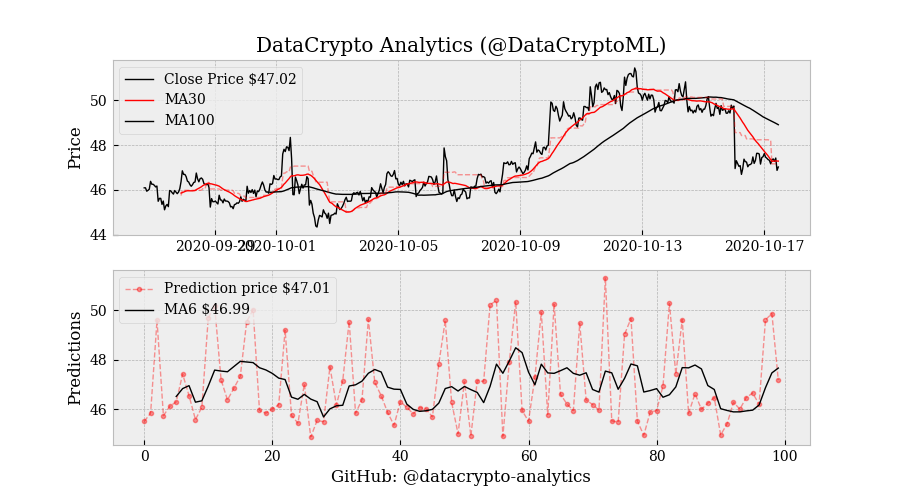 DataCrypto Analytics (@DataCryptoML)
Close Price $47.02
MA30
MA100
Price
50
48
46
44
2020-09-29
2020-10-01
2020-10-05
2020-10-09
2020-10-13
2020-10-17
Prediction price $47.01
MA6 $46.99
Predictions
50
48
46
0
20
40
60
80
100
GitHub: @datacrypto-analytics